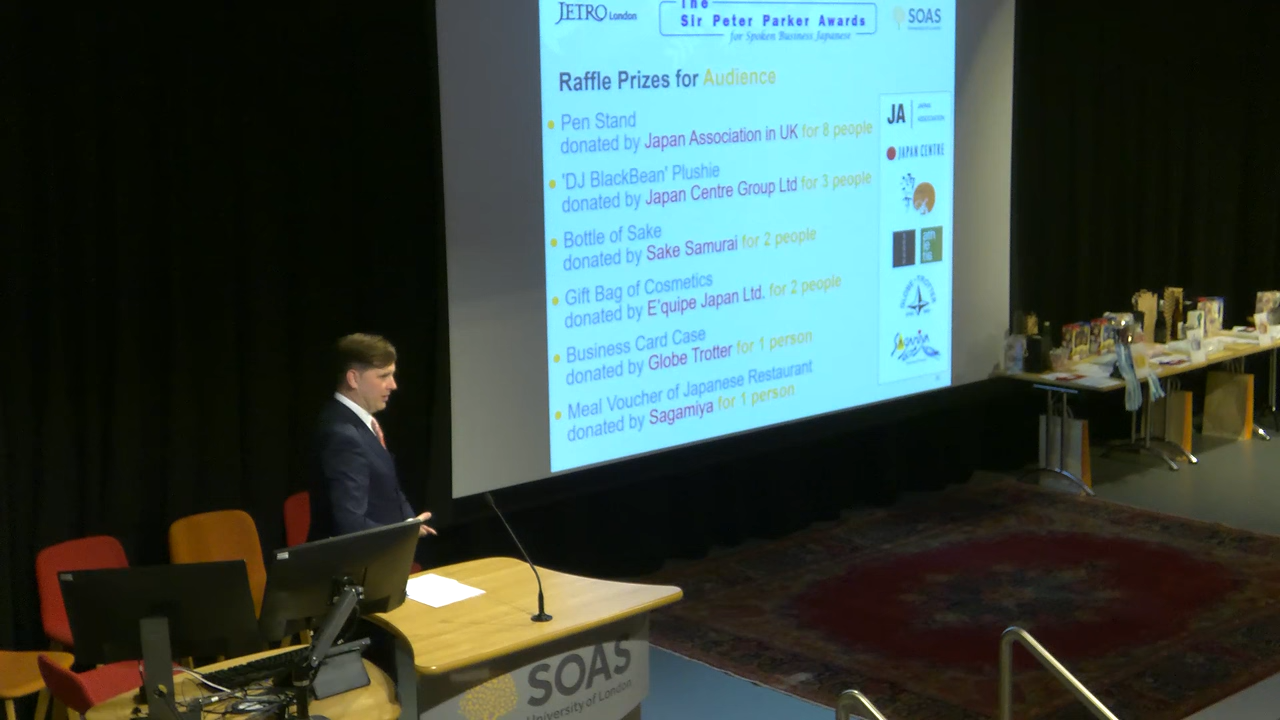 JETRO London
The
Sir Peter Parker Awards
for Spoken Business Japanese
SOAS
Raffle Prizes for Audience
Pen Stand
donated by Japan Association in UK for 8 people
'DJ BlackBean' Plushie
donated by Japan Centre Group Ltd for 3 people
Bottle of Sake
donated by Sake Samurai for 2 people
Gift Bag of Cosmetics
donated by E'quipe Japan Ltd. for 2 people
Business Card Case
donated by Globe Trotter for 1 person
Meal Voucher of Japanese Restaurant
donated by Sagamiya for 1 person
JA JAPAN
ASSOCIATION
JAPAN CENTRE
SOAS
University of London